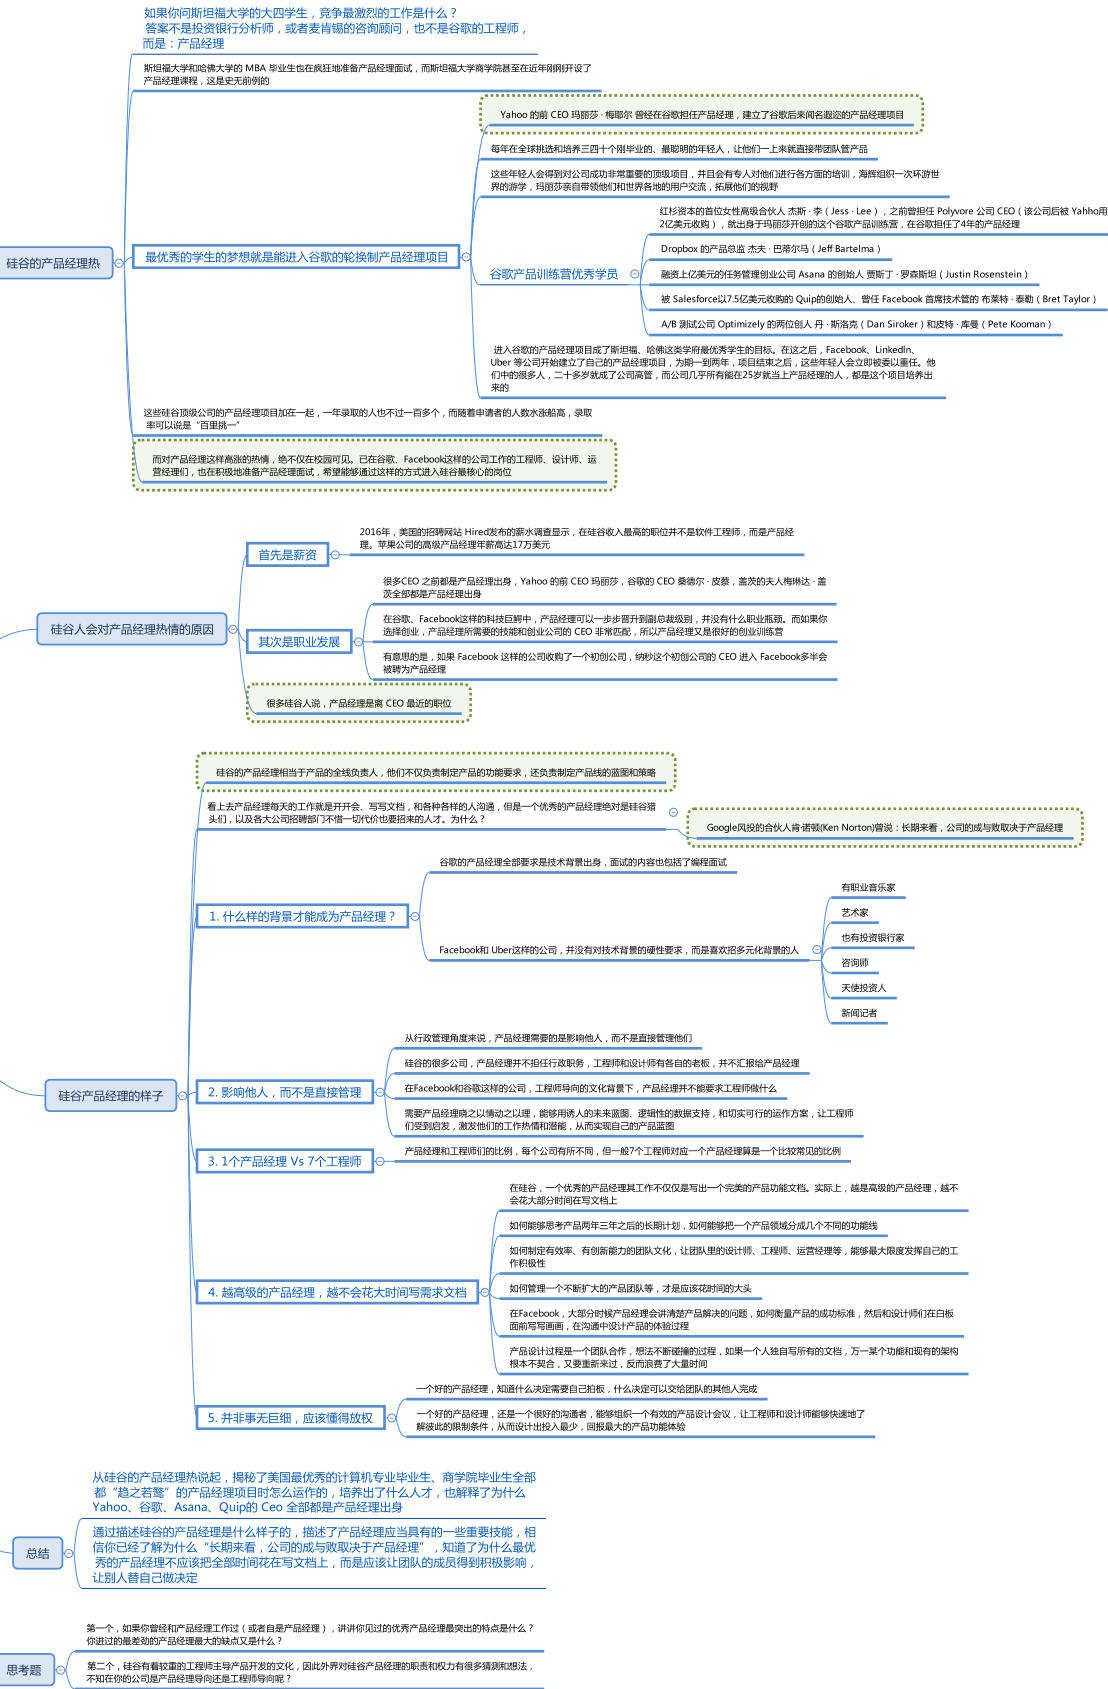 硅谷的产品经理热
如果你问斯坦福大学的大四学生，竞争最激烈的工作是什么？
答案不是投资银行分析师，或者麦肯锡的咨询顾问，也不是谷歌的工程师，
而是：产品经理
斯坦福大学和哈佛大学的 MBA 毕业生也在疯狂地准备产品经理面试，而斯坦福大学商学院甚至在近年刚刚开设了
产品经理课程，这是史无前例的
最优秀的学生的梦想就是能进入谷歌的轮换制产品经理项目
Yahoo 的前 CEO 玛丽莎 · 梅耶尔 曾经在谷歌担任产品经理，建立了谷歌后来闻名遐迩的产品经理项目
每年在全球挑选和培养三四十个刚毕业的、最聪明的年轻人，让他们一上来就直接带团队管产品
这些年轻人会得到对公司成功非常重要的顶级项目，并且会有专人对他们进行各方面的培训，海辉组织一次环游世
界的游学，玛丽莎亲自带领他们和世界各地的用户交流，拓展他们的视野
谷歌产品训练营优秀学员
红杉资本的首位女性高级合伙人 杰斯 · 李（ Jess · Lee ），之前曾担任 Polyvore 公司 CEO（ 该公司后被 Yahho用
2亿美元收购 ），就出身于玛丽莎开创的这个谷歌产品训练营，在谷歌担任了4年的产品经理
Dropbox 的产品总监 杰夫 · 巴蒂尔马（ Jeff Bartelma ）
融资上亿美元的任务管理创业公司 Asana 的创始人 贾斯丁 · 罗森斯坦（ Justin Rosenstein ）
被 Salesforce以7.5亿美元收购的 Quip的创始人、曾任 Facebook 首席技术管的 布莱特 · 泰勒（ Bret Taylor ）
A/B 测试公司 Optimizely 的两位创人 丹 · 斯洛克（ Dan Siroker ）和皮特 · 库曼（ Pete Kooman ）
进入谷歌的产品经理项目成了斯坦福、哈佛这类学府最优秀学生的目标。在这之后，Facebook、LinkedIn、
Uber 等公司开始建立了自己的产品经理项目，为期一到两年，项目结束之后，这些年轻人会立即被委以重任。他
们中的很多人，二十多岁就成了公司高管，而公司几乎所有能在25岁就当上产品经理的人，都是这个项目培养出
来的
这些硅谷顶级公司的产品经理项目加在一起，一年录取的人也不过一百多个，而随着申请者的人数水涨船高，录取
率可以说是“百里挑一”
而对产品经理这样高涨的热情，绝不仅在校园可见。已在谷歌、Facebook这样的公司工作的工程师、设计师、运
营经理们，也在积极地准备产品经理面试，希望能够通过这样的方式进入硅谷最核心的岗位
硅谷人会对产品经理热情的原因
首先是薪资
2016年，美国的招聘网站 Hired发布的薪水调查显示，在硅谷收入最高的职位并不是软件工程师，而是产品经
理。苹果公司的高级产品经理年薪高达17万美元
其次是职业发展
很多CEO 之前都是产品经理出身，Yahoo 的前 CEO 玛丽莎，谷歌的 CEO 桑德尔 · 皮蔡，盖茨的夫人梅琳达 · 盖
茨全部都是产品经理出身
在谷歌、Facebook这样的科技巨鳄中，产品经理可以一步步晋升到副总裁级别，并没有什么职业瓶颈。而如果你
选择创业，产品经理所需要的技能和创业公司的 CEO 非常匹配，所以产品经理又是很好的创业训练营
有意思的是，如果 Facebook 这样的公司收购了一个初创公司，纳秒这个初创公司的 CEO 进入 Facebook多半会
被聘为产品经理
很多硅谷人说，产品经理是离 CEO 最近的职位
硅谷产品经理的样子
硅谷的产品经理相当于产品的全线负责人，他们不仅负责制定产品的功能要求，还负责制定产品线的蓝图和策略
看上去产品经理每天的工作就是开开会、写写文档，和各种各样的人沟通，但是一个优秀的产品经理绝对是硅谷猎
头们，以及各大公司招聘部门不惜一切代价也要招来的人才。为什么？
Google风投的合伙人肯·诺顿(Ken Norton)曾说：长期来看，公司的成与败取决于产品经理
1. 什么样的背景才能成为产品经理？
谷歌的产品经理全部要求是技术背景出身，面试的内容也包括了编程面试
Facebook和 Uber这样的公司，并没有对技术背景的硬性要求，而是喜欢招多元化背景的人
有职业音乐家
艺术家
也有投资银行家
咨询师
天使投资人
新闻记者
2. 影响他人，而不是直接管理
从行政管理角度来说，产品经理需要的是影响他人，而不是直接管理他们
硅谷的很多公司，产品经理并不担任行政职务，工程师和设计师有各自的老板，并不汇报给产品经理
在Facebook和谷歌这样的公司，工程师导向的文化背景下，产品经理并不能要求工程师做什么
需要产品经理晓之以情动之以理，能够用诱人的未来蓝图、逻辑性的数据支持，和切实可行的运作方案，让工程师
们受到启发，激发他们的工作热情和潜能，从而实现自己的产品蓝图
3. 1个产品经理 Vs 7个工程师
产品经理和工程师们的比例，每个公司有所不同，但一般7个工程师对应一个产品经理算是一个比较常见的比例
4. 越高级的产品经理，越不会花大时间写需求文档
在硅谷，一个优秀的产品经理其工作不仅仅是写出一个完美的产品功能文档。实际上，越是高级的产品经理，越不
会花大部分时间在写文档上
如何能够思考产品两年三年之后的长期计划，如何能够把一个产品领域分成几个不同的功能线
如何制定有效率、有创新能力的团队文化，让团队里的设计师、工程师、运营经理等，能够最大限度发挥自己的工
作积极性
如何管理一个不断扩大的产品团队等，才是应该花时间的大头
在Facebook，大部分时候产品经理会讲清楚产品解决的问题，如何衡量产品的成功标准，然后和设计师们在白板
面前写写画画，在沟通中设计产品的体验过程
产品设计过程是一个团队合作，想法不断碰撞的过程，如果一个人独自写所有的文档，万一某个功能和现有的架构
根本不契合，又要重新来过，反而浪费了大量时间
5. 并非事无巨细，应该懂得放权
一个好的产品经理，知道什么决定需要自己拍板，什么决定可以交给团队的其他人完成
一个好的产品经理，还是一个很好的沟通者，能够组织一个有效的产品设计会议，让工程师和设计师能够快速地了
解彼此的限制条件，从而设计出投入最少，回报最大的产品功能体验
总结
从硅谷的产品经理热说起，揭秘了美国最优秀的计算机专业毕业生、商学院毕业生全部
都“趋之若鹜”的产品经理项目时怎么运作的，培养出了什么人才，也解释了为什么
Yahoo、谷歌、Asana、Quip的 Ceo 全部都是产品经理出身
通过描述硅谷的产品经理是什么样子的，描述了产品经理应当具有的一些重要技能，相
信你已经了解为什么“长期来看，公司的成与败取决于产品经理”，知道了为什么最优
秀的产品经理不应该把全部时间花在写文档上，而是应该让团队的成员得到积极影响，
让别人替自己做决定
思考题
第一个，如果你曾经和产品经理工作过（ 或者自是产品经理 ），讲讲你见过的优秀产品经理最突出的特点是什么？
你进过的最差劲的产品经理最大的缺点又是什么？
第二个，硅谷有着较重的工程师主导产品开发的文化，因此外界对硅谷产品经理的职责和权力有很多猜测和想法，
不知在你的公司是产品经理导向还是工程师导向呢？